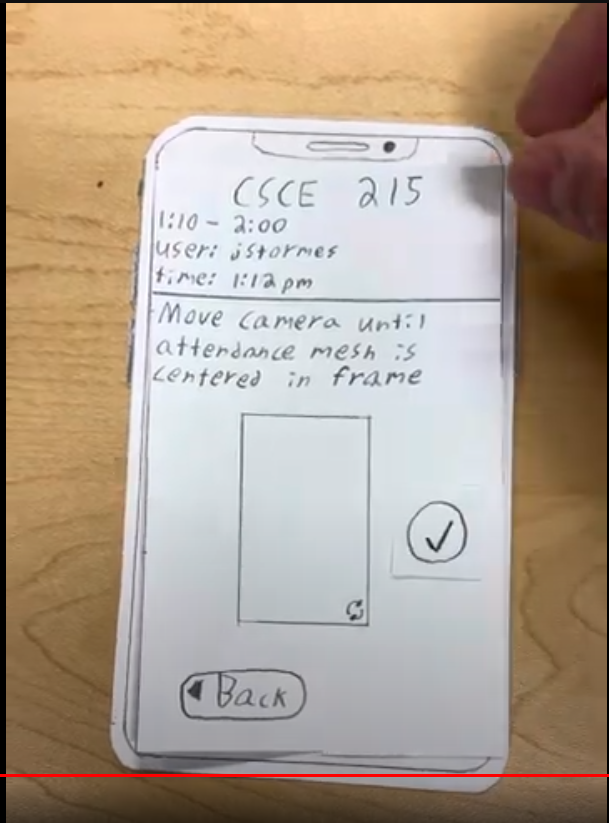 CSCE 215
1:10 - 2:00
user: jstormes
time: 1:12 pm
Move camera until
attendance mesh is
centered in frame
Back